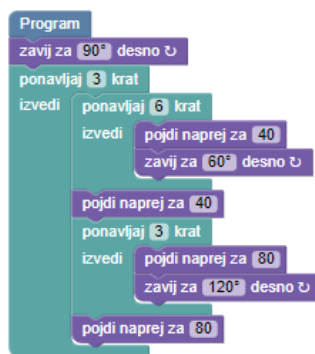 Program
zavij za 90° desno ↻
ponavljaj 3 krat
izvedi ponavljaj 6 krat
izvedi pojdi naprej za 40
zavij za 60° desno ↻
pojdi naprej za 40
ponavljaj 3 krat
izvedi pojdi naprej za 80
zavij za 120° desno ↻
pojdi naprej za 80